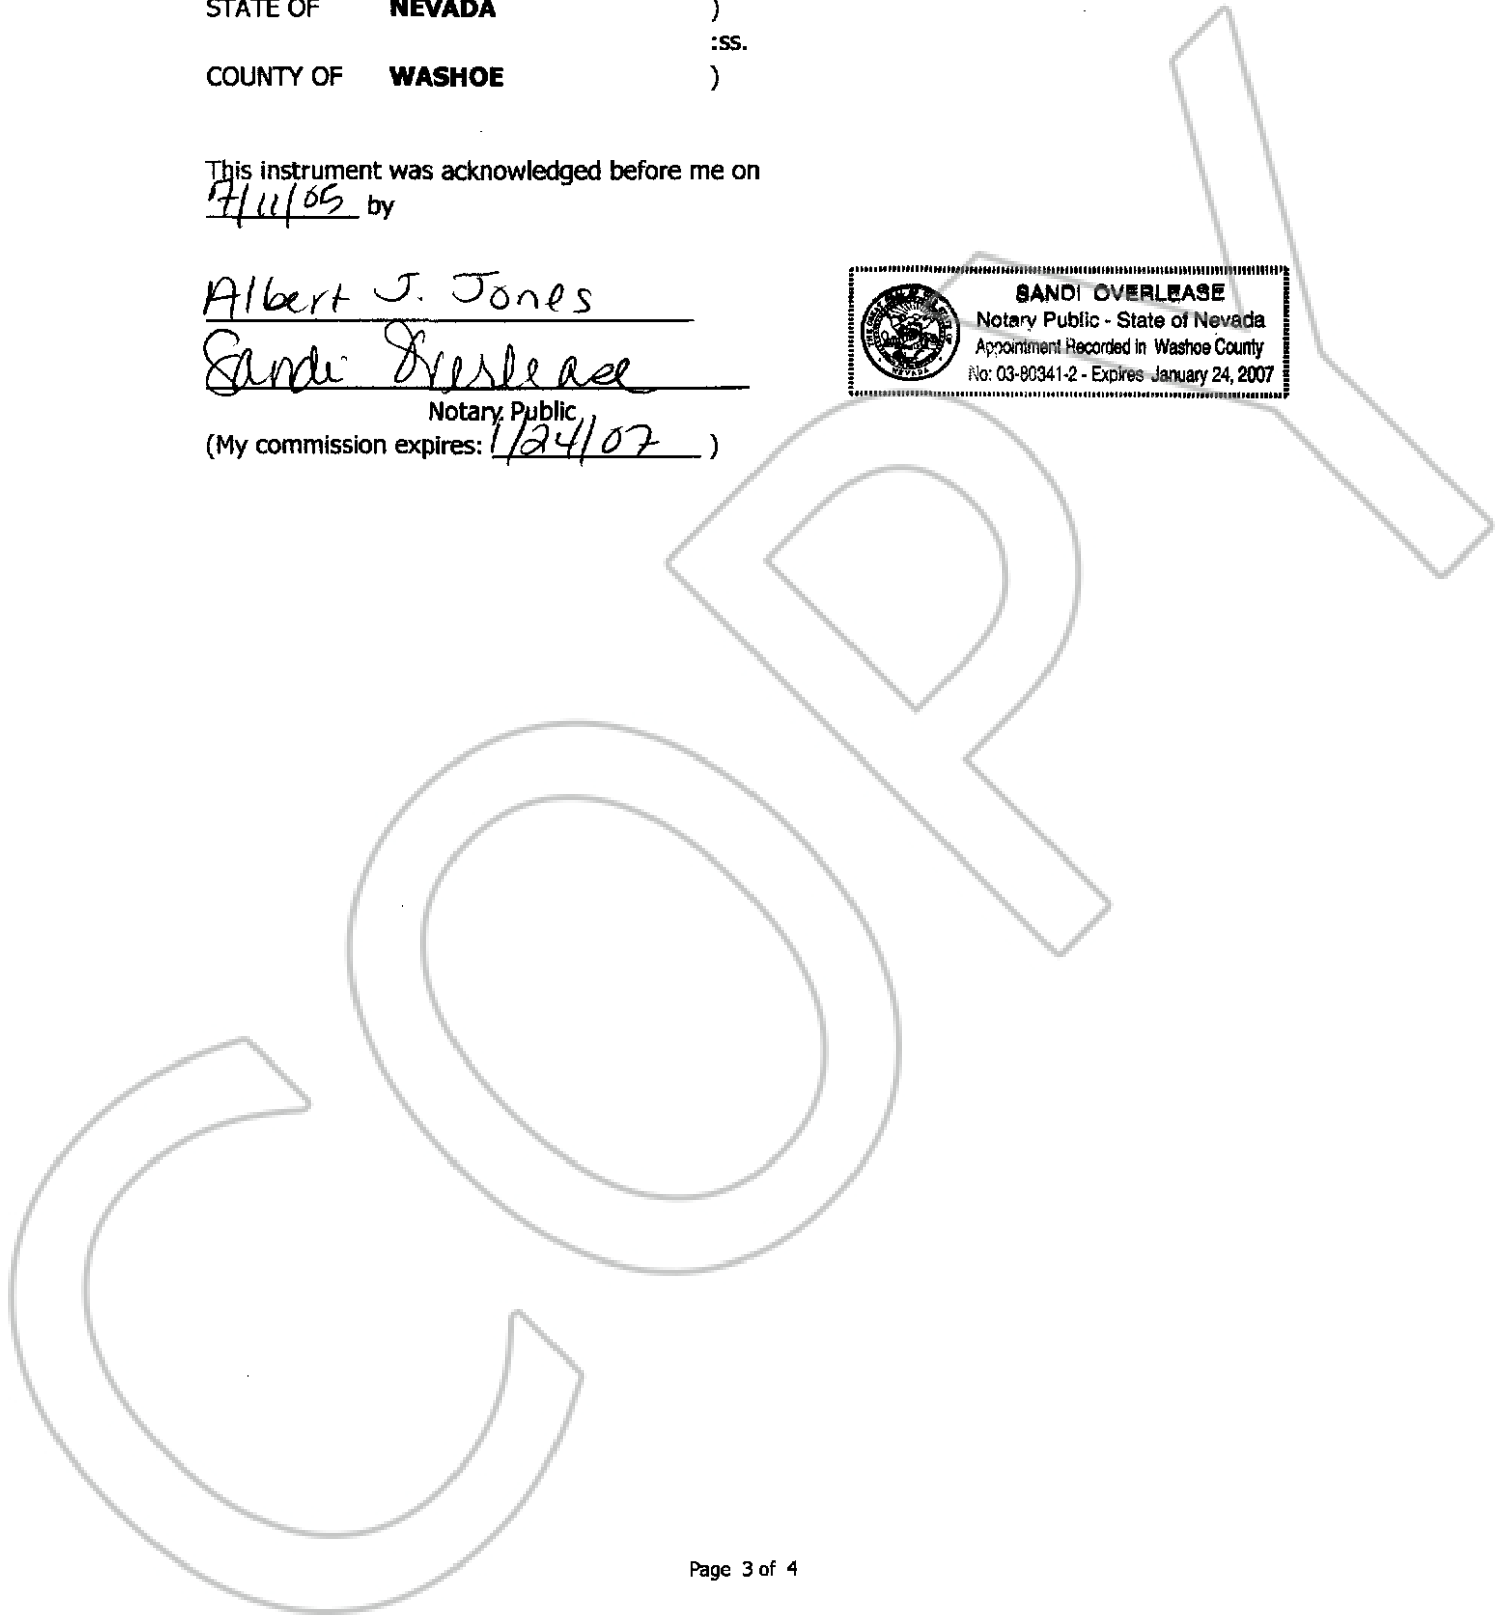 STATE OF NEVADA )
:ss.
COUNTY OF WASHOE )
This instrument was acknowledged before me on
7/11/05 by
Albert J. Jones
Sandi Overlease
Notary Public
(My commission expires: 1/24/07 )
SANDI OVERLEASE
Notary Public - State of Nevada
Appointment Recorded in Washoe County
No: 03-80341-2 - Expires January 24, 2007
COPY
Page 3 of 4